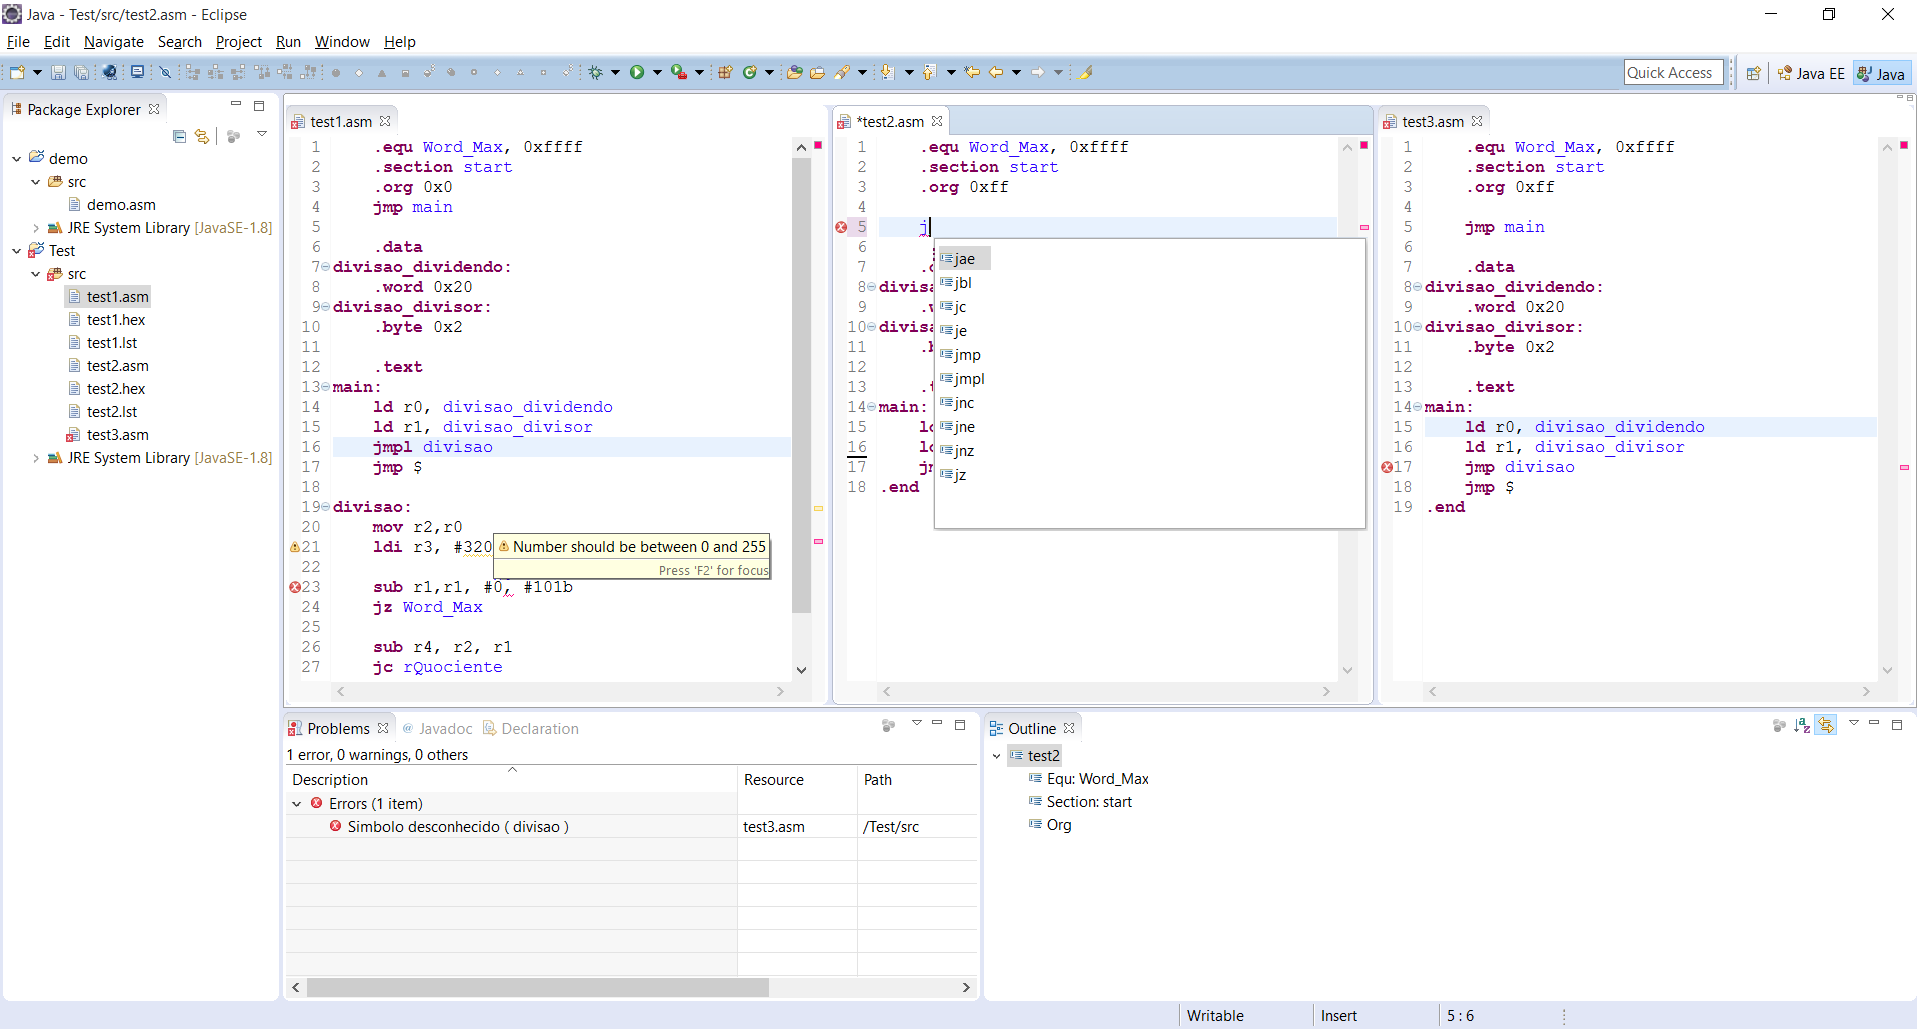 Java - Test/src/test2.asm - Eclipse
File Edit Navigate Search Project Run Window Help
Quick Access
Java EE
Java
Package Explorer
demo
src
demo.asm
JRE System Library [JavaSE-1.8]
Test
src
test1.asm
test1.hex
test1.lst
test2.asm
test2.hex
test2.lst
test3.asm
JRE System Library [JavaSE-1.8]
test1.asm
1 .equ Word_Max, 0xffff
2 .section start
3 .org 0x0
4 jmp main
5
6 .data
7 divisao_dividendo:
8 .word 0x20
9 divisao_divisor:
10 .byte 0x2
11
12 .text
13 main:
14 ld r0, divisao_dividendo
15 ld r1, divisao_divisor
16 jmpl divisao
17 jmp $
18
19 divisao:
20 mov r2,r0
21 ldi r3, #320
22
23 sub r1,r1, #0, #101b
24 jz Word_Max
25
26 sub r4, r2, r1
27 jc rQuociente
Number should be between 0 and 255
Press 'F2' for focus
*test2.asm
1 .equ Word_Max, 0xffff
2 .section start
3 .org 0xff
4
5 j
6
7
8 divisa
9
10 divisa
11
12
13
14 main:
15
16
17
18 .end
jae
jbl
jc
je
jmp
jmpl
jnc
jne
jnz
jz
test3.asm
1 .equ Word_Max, 0xffff
2 .section start
3 .org 0xff
4
5 jmp main
6
7 .data
8 divisao_dividendo:
9 .word 0x20
10 divisao_divisor:
11 .byte 0x2
12
13 .text
14 main:
15 ld r0, divisao_dividendo
16 ld r1, divisao_divisor
17 jmp divisao
18 jmp $
19 .end
Problems @ Javadoc Declaration
1 error, 0 warnings, 0 others
Description Resource Path
Errors (1 item)
Simbolo desconhecido ( divisao ) test3.asm /Test/src
Outline
test2
Equ: Word_Max
Section: start
Org
Writable Insert 5 : 6